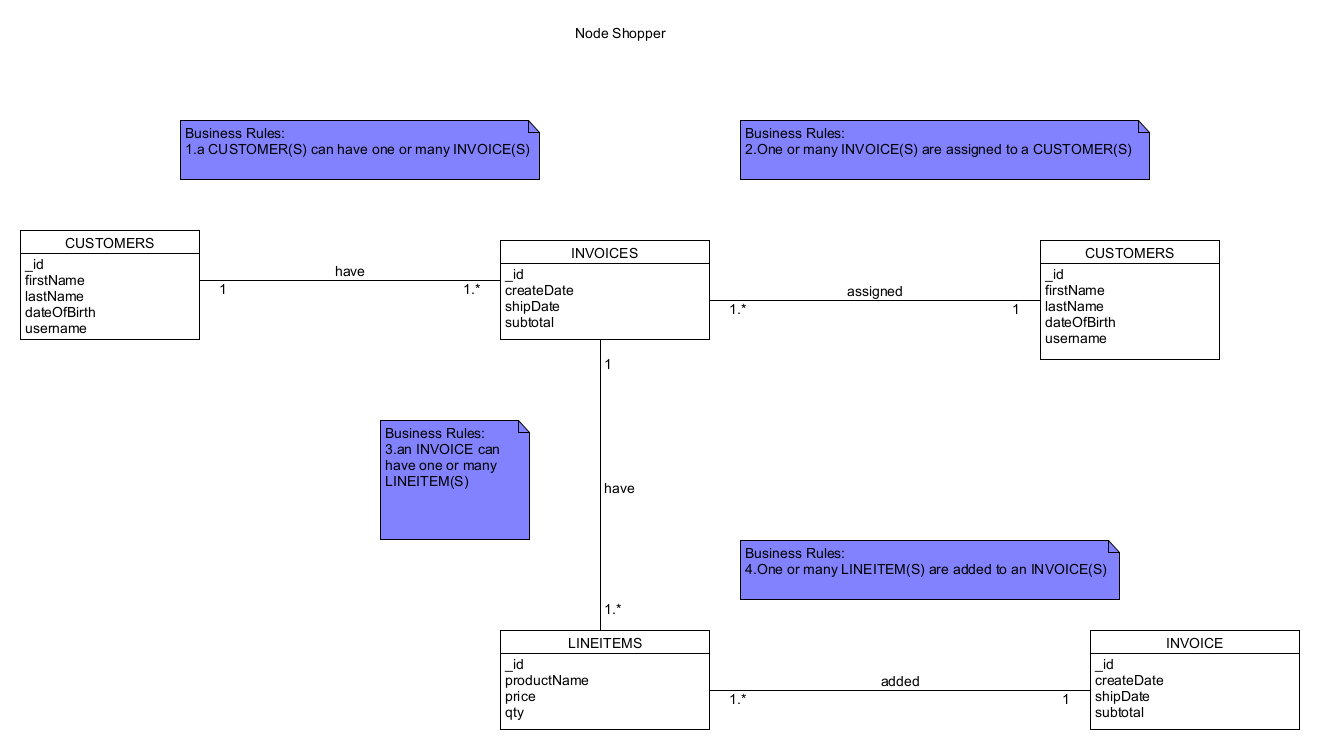 Node Shopper
Business Rules:
1.a CUSTOMER(S) can have one or many INVOICE(S)
Business Rules:
2.One or many INVOICE(S) are assigned to a CUSTOMER(S)
CUSTOMERS
_id
firstName
lastName
dateOfBirth
username
have
1
1.*
INVOICES
_id
createDate
shipDate
subtotal
assigned
1.*
1
CUSTOMERS
_id
firstName
lastName
dateOfBirth
username
1
Business Rules:
3.an INVOICE can
have one or many
LINEITEM(S)
have
1.*
Business Rules:
4.One or many LINEITEM(S) are added to an INVOICE(S)
LINEITEMS
_id
productName
price
qty
added
1.*
1
INVOICE
_id
createDate
shipDate
subtotal